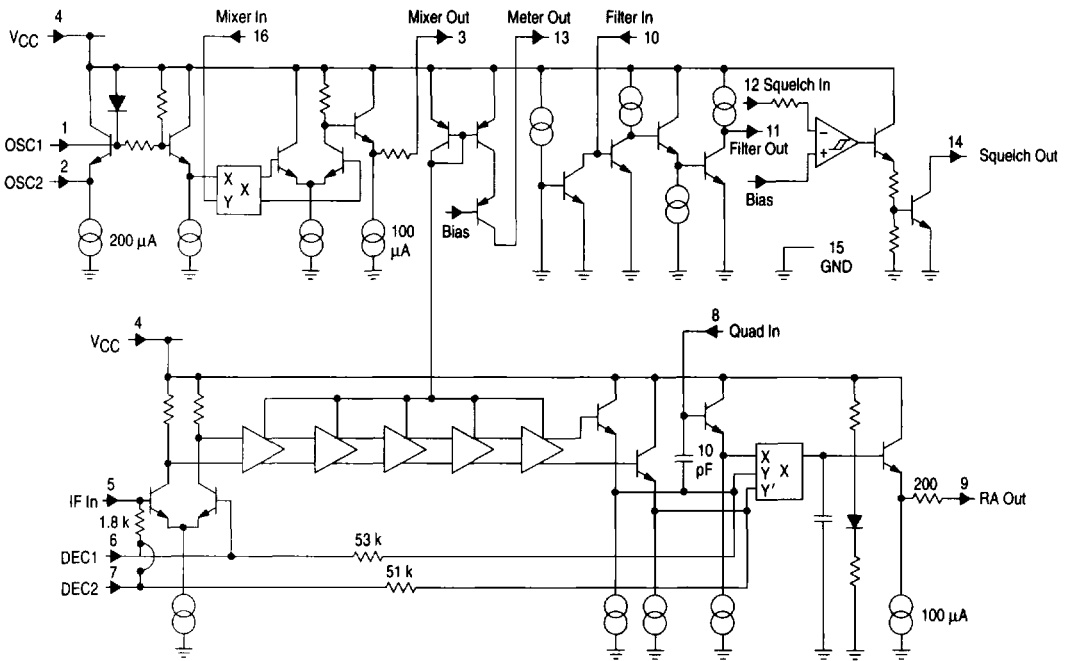 4
Mixer In
Mixer Out
Meter Out
Filter In
VCC
16
3
13
10
12 Squelch In
1
OSC1
2
OSC2
X
Y
X
200 µA
100
µA
Bias
11
Filter Out
−
+
Bias
14
Squelch Out
15
GND
4
VCC
8
Quad In
10
pF
X
Y
Y'
X
5
IF In
1.8 k
6
DEC1
53 k
7
DEC2
51 k
200
9
RA Out
100 µA